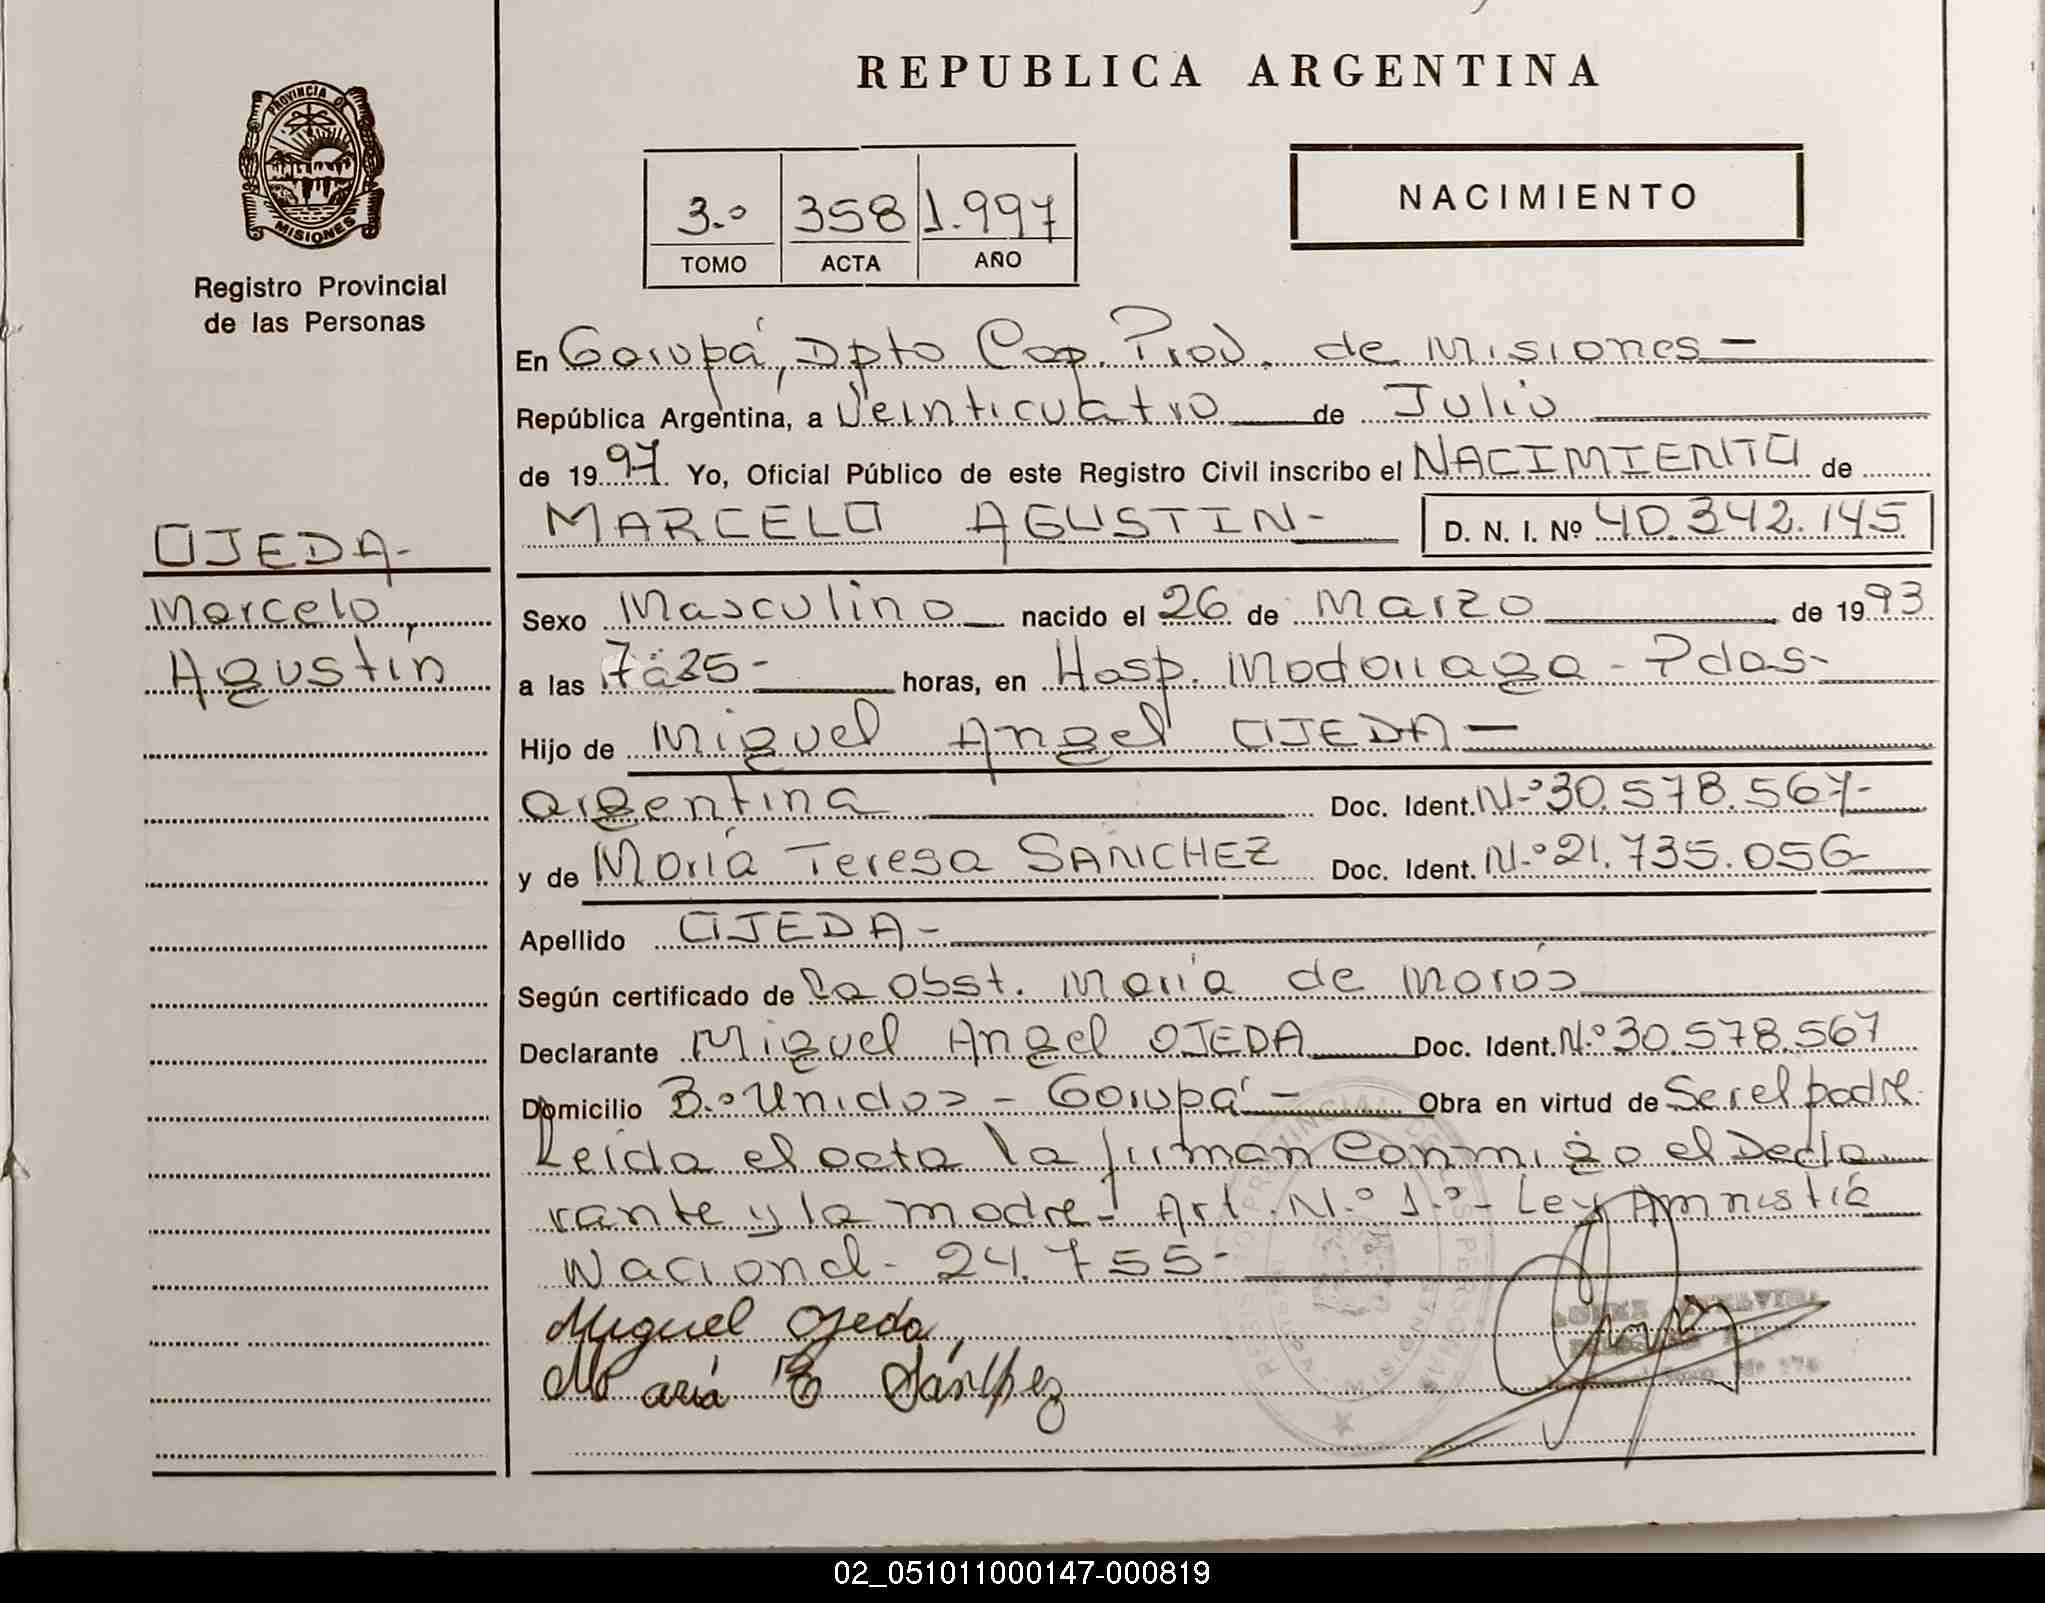 REPUBLICA ARGENTINA
PROVINCIA DE
MISIONES
Registro Provincial
de las Personas
3.º 358 1.997
TOMO ACTA AÑO
NACIMIENTO
En Garupá, Dpto Cap. Prov. de Misiones -
República Argentina, a Veinticuatro de Julio
de 1997. Yo, Oficial Público de este Registro Civil inscribo el NACIMIENTO de
MARCELO AGUSTIN- D. N. I. Nº 40.342.145
OJEDA-
Marcelo,
Agustín
Sexo Masculino nacido el 26 de Marzo de 1993
a las 7 35- horas, en Hosp. Madariaga - Pdas-
Hijo de Miguel Angel OJEDA -
argentina Doc. Ident. N.º 30.578.567-
y de María Teresa SANCHEZ Doc. Ident. N.º 21.735.056-
Apellido OJEDA -
Según certificado de la Obst. María de
Declarante Miguel Angel OJEDA Doc. Ident. N.º 30.578.567
Domicilio B.º Unidos - Garupá - Obra en virtud de Ser el padre.
Leída el acta la firman Conmigo el Decla
rante y la madre - Art. N.º 1.º - Ley Amnistía
Nacional - 24.755-
Miguel Ojeda
María T Sánchez
02_051011000147-000819